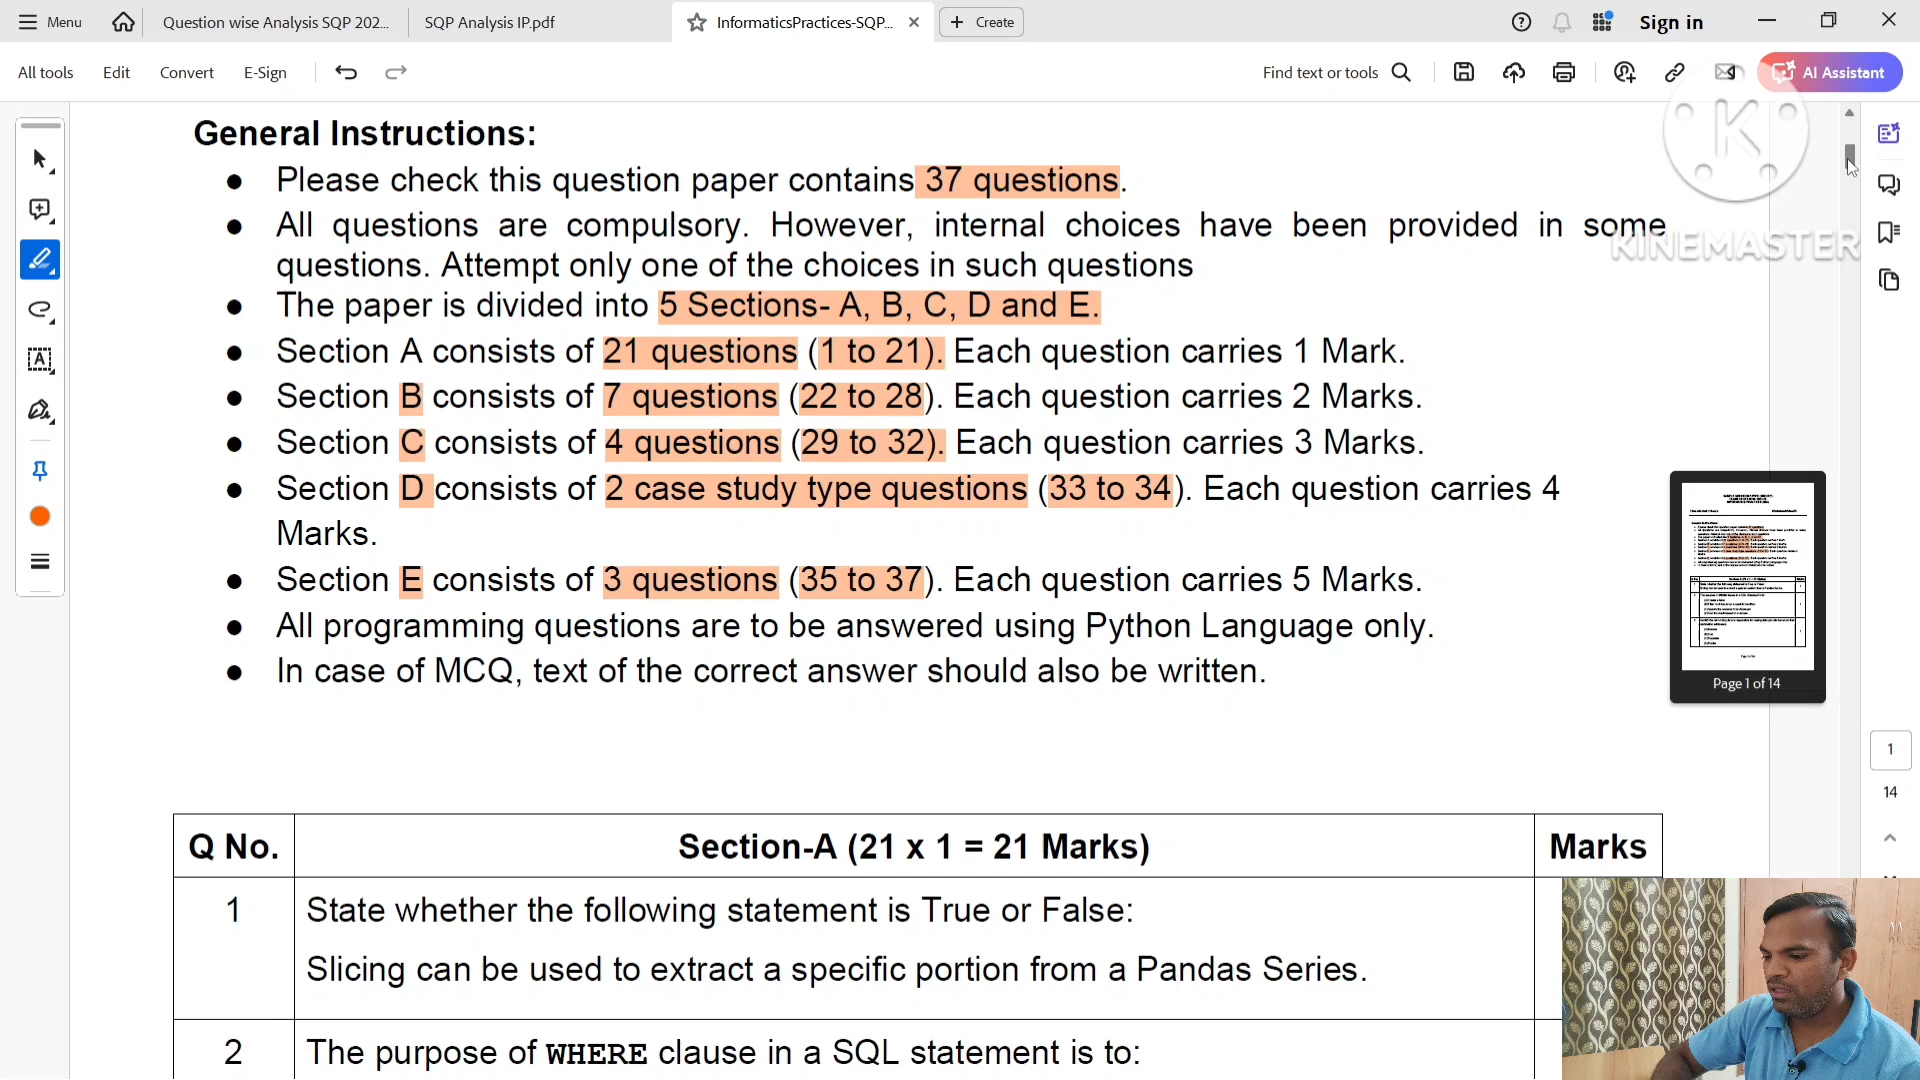 Menu
Question wise Analysis SQP 202...
SQP Analysis IP.pdf
InformaticsPractices-SQP...
Create
Sign in
All tools
Edit
Convert
E-Sign
Find text or tools
AI Assistant
General Instructions:
● Please check this question paper contains 37 questions.
● All questions are compulsory. However, internal choices have been provided in some
questions. Attempt only one of the choices in such questions
● The paper is divided into 5 Sections- A, B, C, D and E.
● Section A consists of 21 questions (1 to 21). Each question carries 1 Mark.
● Section B consists of 7 questions (22 to 28). Each question carries 2 Marks.
● Section C consists of 4 questions (29 to 32). Each question carries 3 Marks.
● Section D consists of 2 case study type questions (33 to 34). Each question carries 4
Marks.
● Section E consists of 3 questions (35 to 37). Each question carries 5 Marks.
● All programming questions are to be answered using Python Language only.
● In case of MCQ, text of the correct answer should also be written.
K
KINEMASTER
Page 1 of 14
1
14
Q No. Section-A (21 x 1 = 21 Marks) Marks
1 State whether the following statement is True or False:
Slicing can be used to extract a specific portion from a Pandas Series.
2 The purpose of WHERE clause in a SQL statement is to: